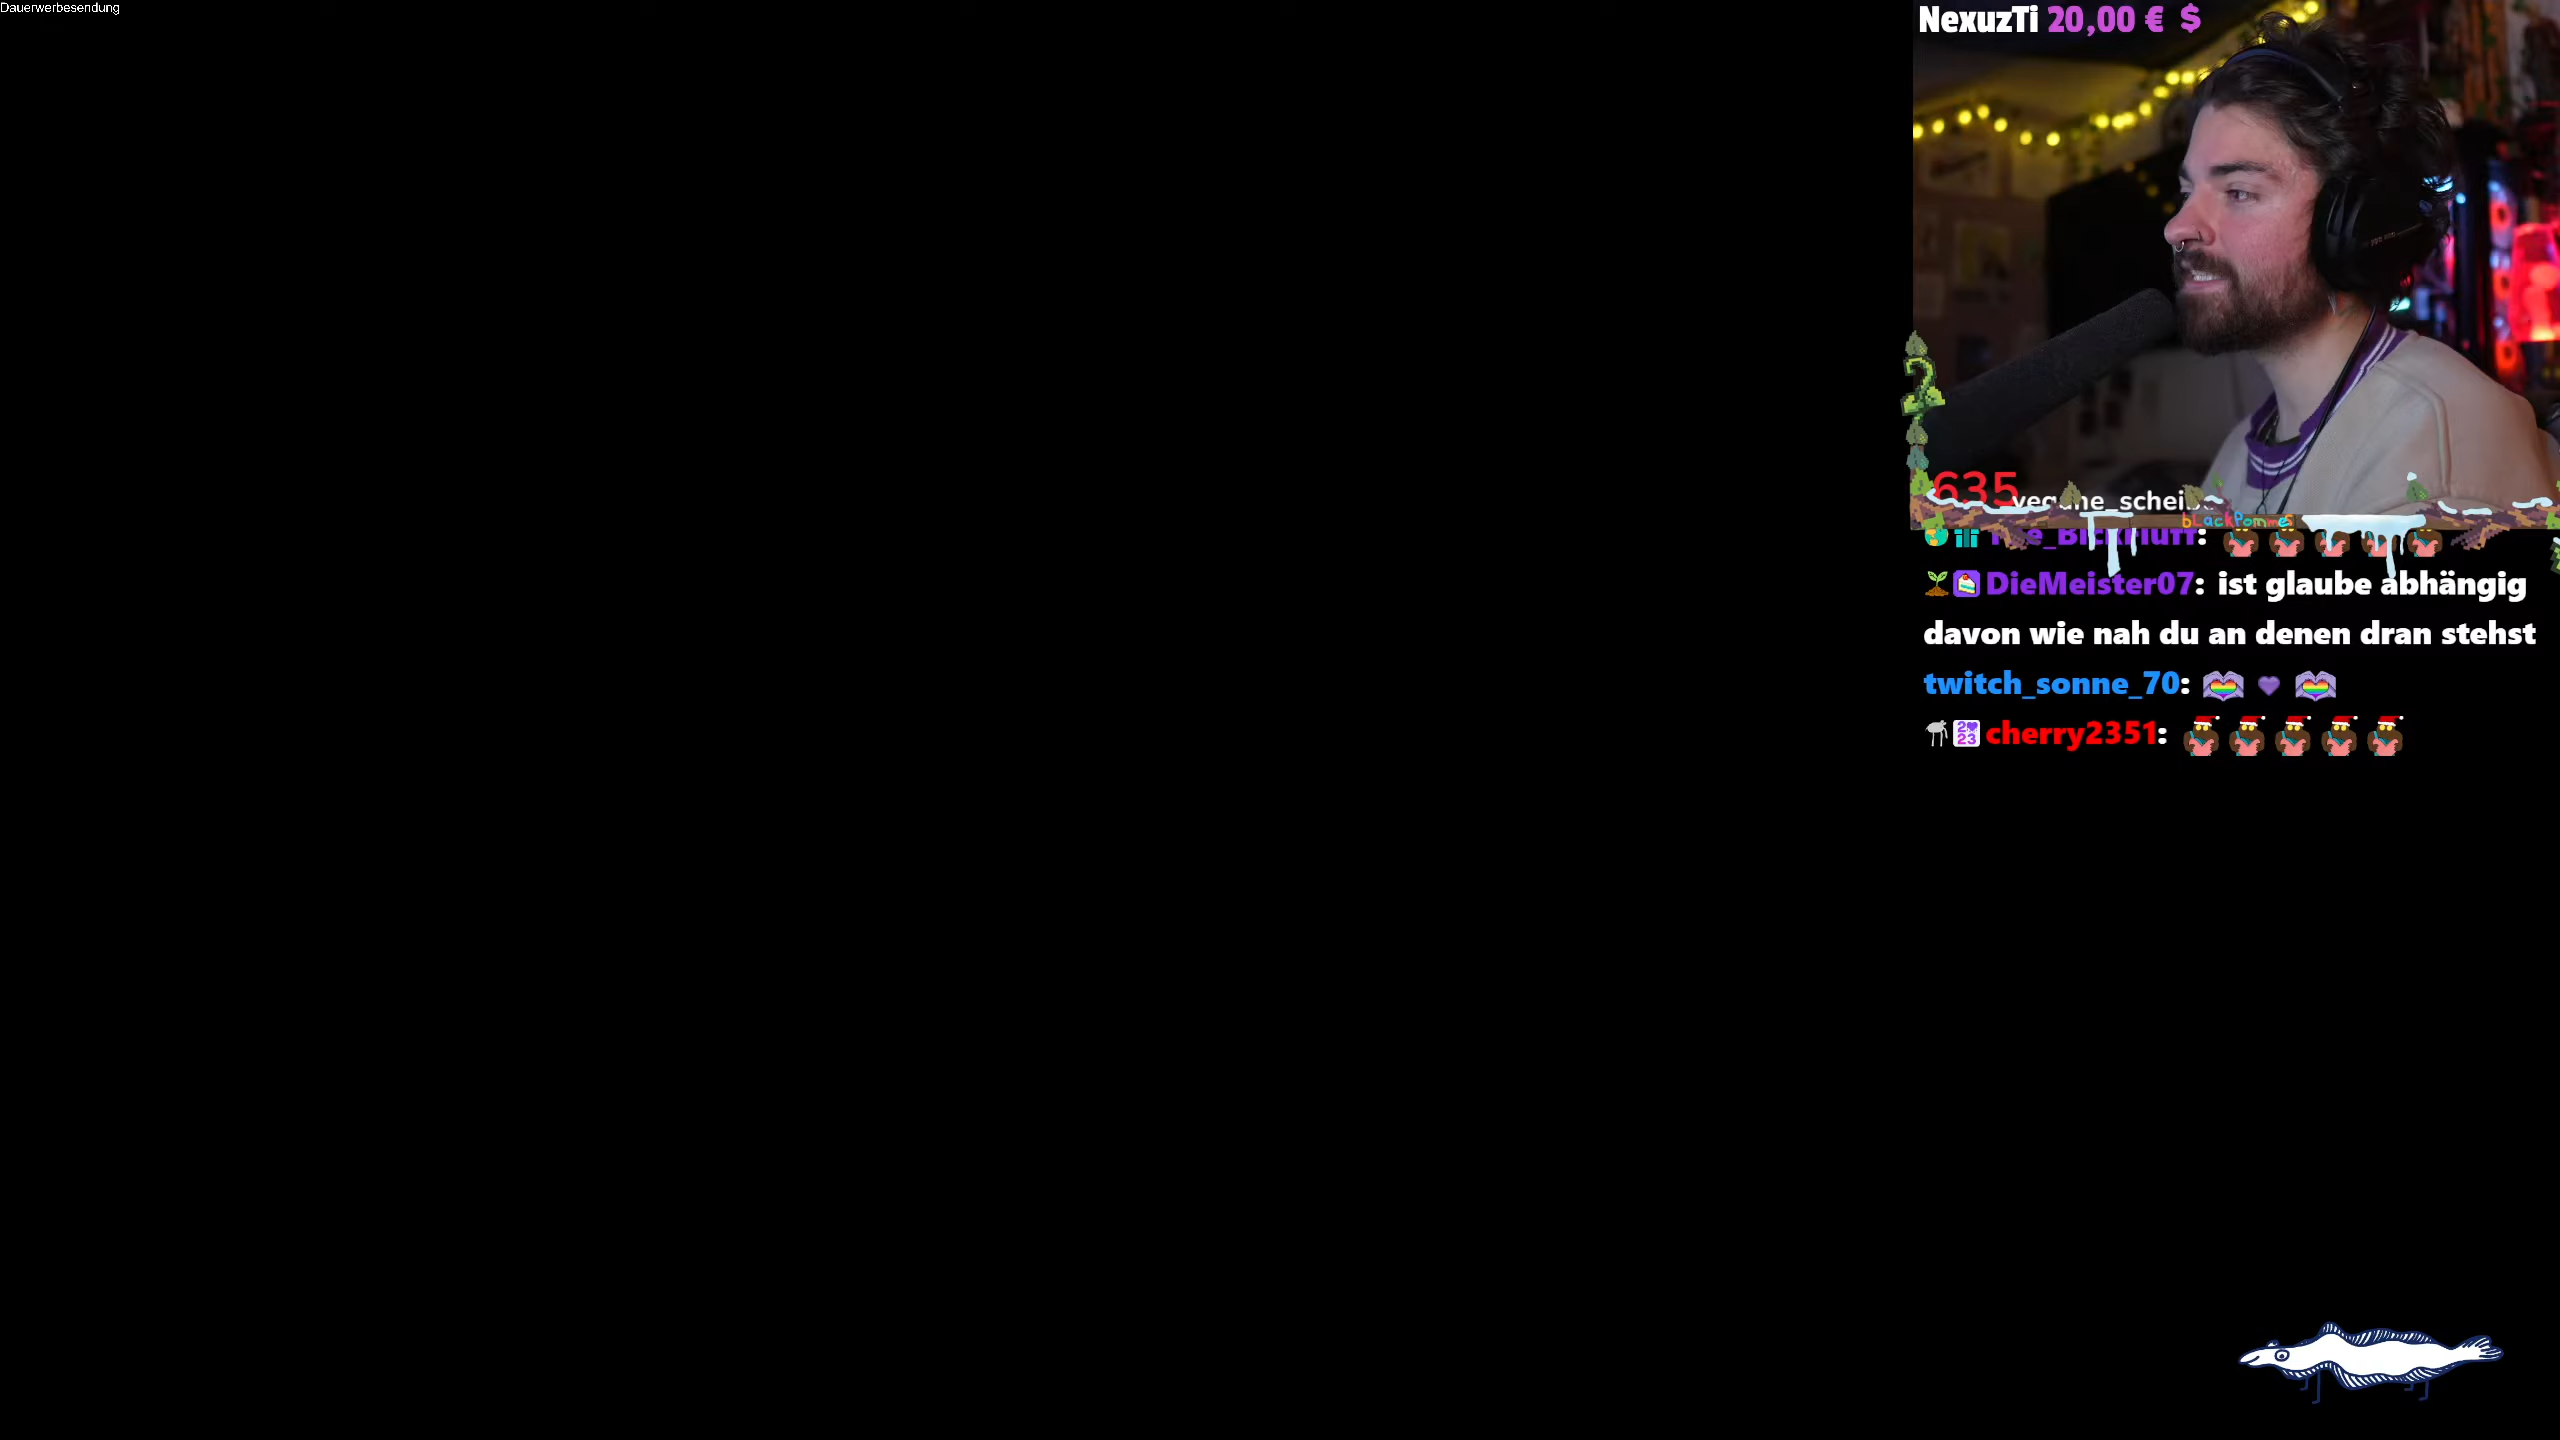 Dauerwerbesendung
NexuzTi 20,00 € $
635
blackPommes
DieMeister07: ist glaube abhängig
davon wie nah du an denen dran stehst
twitch_sonne_70:
cherry2351: